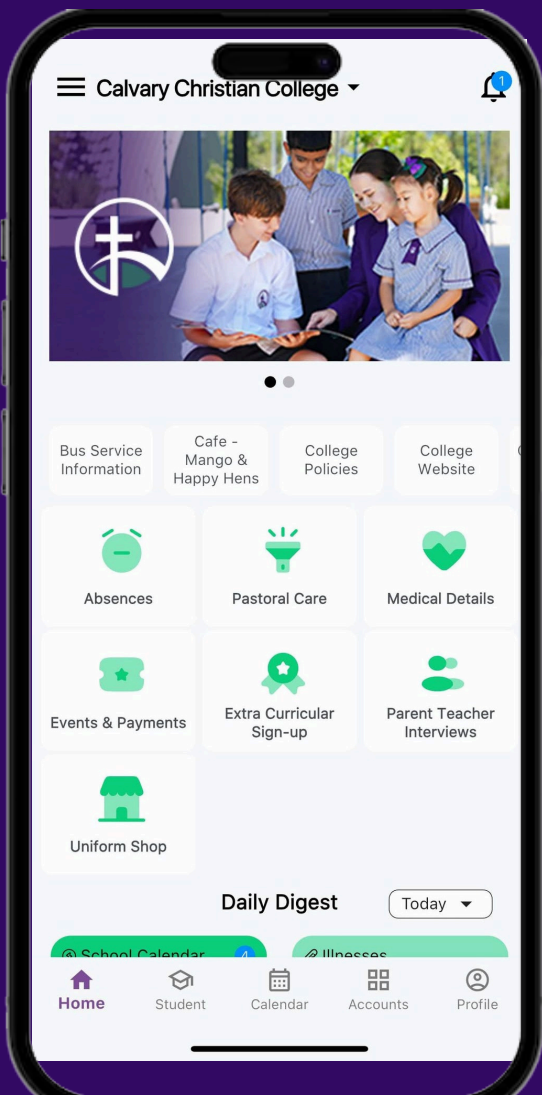 Calvary Christian College
1
Bus Service
Information
Cafe -
Mango &
Happy Hens
College
Policies
College
Website
Absences
Pastoral Care
Medical Details
Events & Payments
Extra Curricular
Sign-up
Parent Teacher
Interviews
Uniform Shop
Daily Digest
Today
School Calendar
4
Illnesses
Home
Student
Calendar
Accounts
Profile